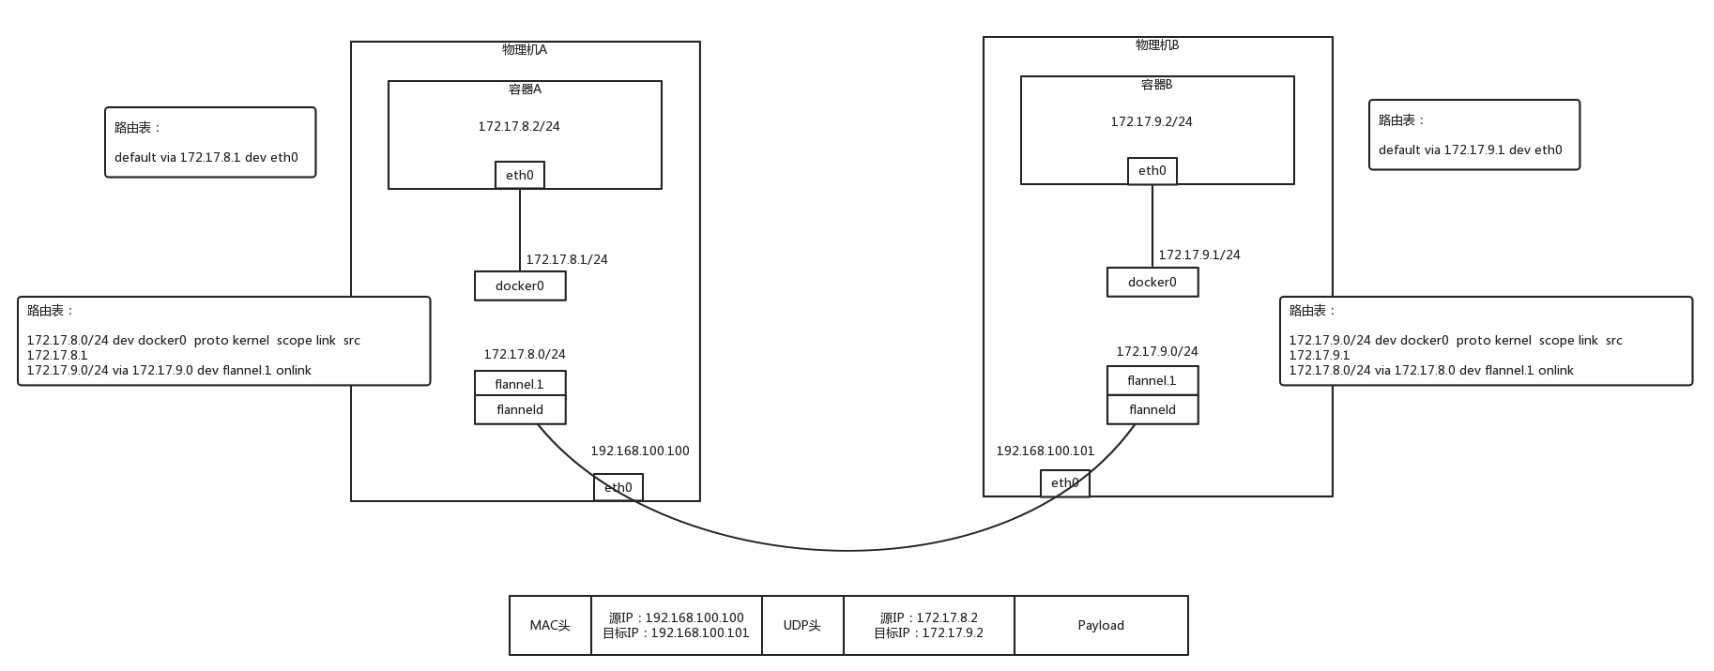 物理机A
容器A
172.17.8.2/24
eth0
路由表：
default via 172.17.8.1 dev eth0
172.17.8.1/24
docker0
路由表：
172.17.8.0/24 dev docker0  proto kernel  scope link  src
172.17.8.1
172.17.9.0/24 via 172.17.9.0 dev flannel.1 onlink
172.17.8.0/24
flannel.1
flanneld
192.168.100.100
eth0
物理机B
容器B
172.17.9.2/24
eth0
路由表：
default via 172.17.9.1 dev eth0
172.17.9.1/24
docker0
路由表：
172.17.9.0/24 dev docker0  proto kernel  scope link  src
172.17.9.1
172.17.8.0/24 via 172.17.8.0 dev flannel.1 onlink
172.17.9.0/24
flannel.1
flanneld
192.168.100.101
eth0
MAC头
源IP：192.168.100.100
目标IP：192.168.100.101
UDP头
源IP：172.17.8.2
目标IP：172.17.9.2
Payload